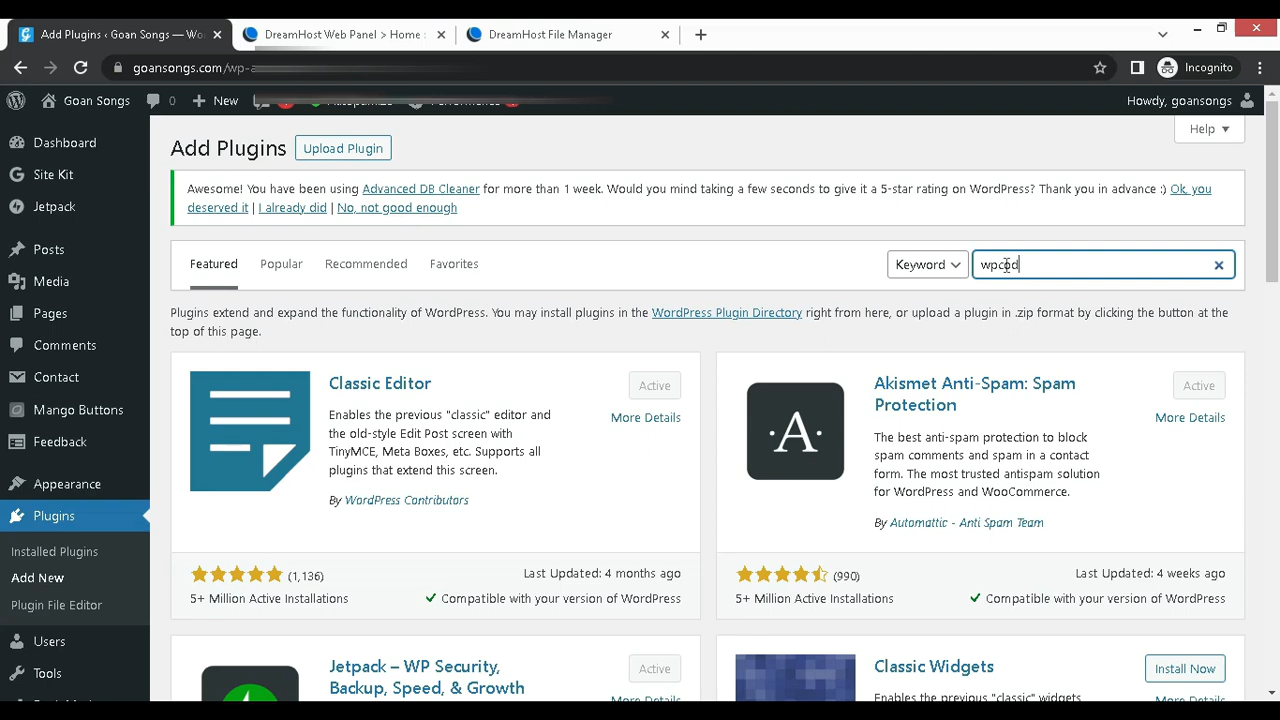 Add Plugins ‹ Goan Songs — Wo
DreamHost Web Panel > Home :
DreamHost File Manager
goansongs.com/wp-a
Incognito
Goan Songs
0
New
Howdy, goansongs
Dashboard
Site Kit
Jetpack
Posts
Media
Pages
Comments
Contact
Mango Buttons
Feedback
Appearance
Plugins
Installed Plugins
Add New
Plugin File Editor
Users
Tools
Help
Add Plugins
Upload Plugin
Awesome! You have been using Advanced DB Cleaner for more than 1 week. Would you mind taking a few seconds to give it a 5-star rating on WordPress? Thank you in advance :) Ok, you
deserved it | I already did | No, not good enough
Featured Popular Recommended Favorites Keyword wpcod
Plugins extend and expand the functionality of WordPress. You may install plugins in the WordPress Plugin Directory right from here, or upload a plugin in .zip format by clicking the button at the
top of this page.
Classic Editor
Active
More Details
Enables the previous "classic" editor and
the old-style Edit Post screen with
TinyMCE, Meta Boxes, etc. Supports all
plugins that extend this screen.
By WordPress Contributors
(1,136)
Last Updated: 4 months ago
5+ Million Active Installations
Compatible with your version of WordPress
Akismet Anti-Spam: Spam
Protection
Active
More Details
The best anti-spam protection to block
spam comments and spam in a contact
form. The most trusted antispam solution
for WordPress and WooCommerce.
By Automattic - Anti Spam Team
(990)
Last Updated: 4 weeks ago
5+ Million Active Installations
Compatible with your version of WordPress
Jetpack – WP Security,
Backup, Speed, & Growth
Active
Classic Widgets
Install Now
Enables the previous "classic" widgets